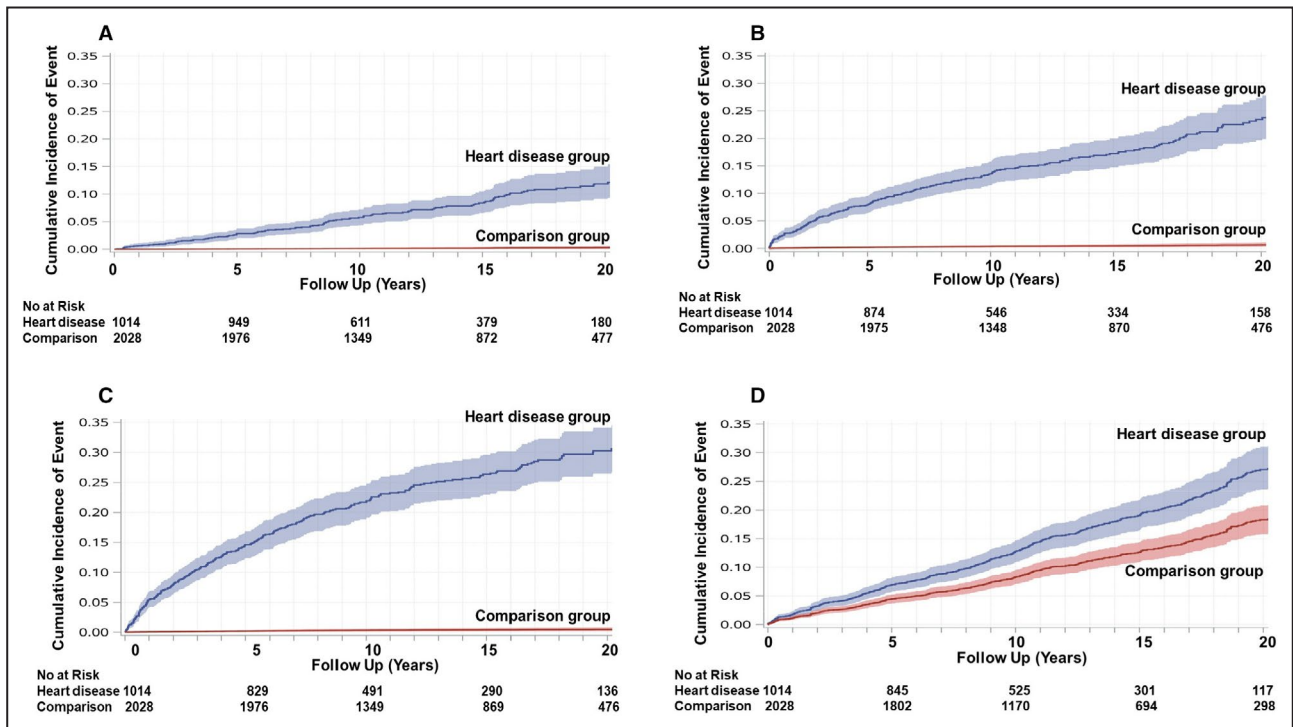 A
Cumulative Incidence of Event
0.35
0.30
0.25
0.20
0.15
0.10
0.05
0.00
Heart disease group
Comparison group
0 5 10 15 20
Follow Up (Years)
No at Risk
Heart disease 1014 949 611 379 180
Comparison 2028 1976 1349 872 477
B
Cumulative Incidence of Event
0.35
0.30
0.25
0.20
0.15
0.10
0.05
0.00
Heart disease group
Comparison group
0 5 10 15 20
Follow Up (Years)
No at Risk
Heart disease 1014 874 546 334 158
Comparison 2028 1975 1348 870 476
C
Cumulative Incidence of Event
0.35
0.30
0.25
0.20
0.15
0.10
0.05
0.00
Heart disease group
Comparison group
0 5 10 15 20
Follow Up (Years)
No at Risk
Heart disease 1014 829 491 290 136
Comparison 2028 1976 1349 869 476
D
Cumulative Incidence of Event
0.35
0.30
0.25
0.20
0.15
0.10
0.05
0.00
Heart disease group
Comparison group
0 5 10 15 20
Follow Up (Years)
No at Risk
Heart disease 1014 845 525 301 117
Comparison 2028 1802 1170 694 298